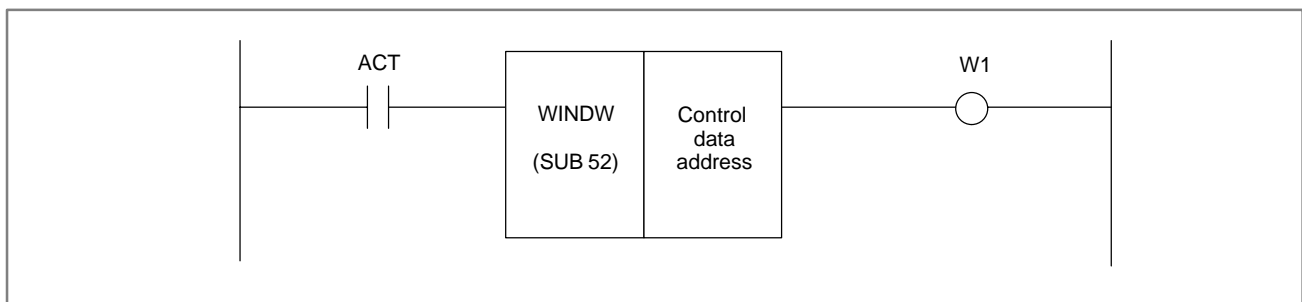 ACT
W1
WINDW
(SUB 52)
Control
data
address